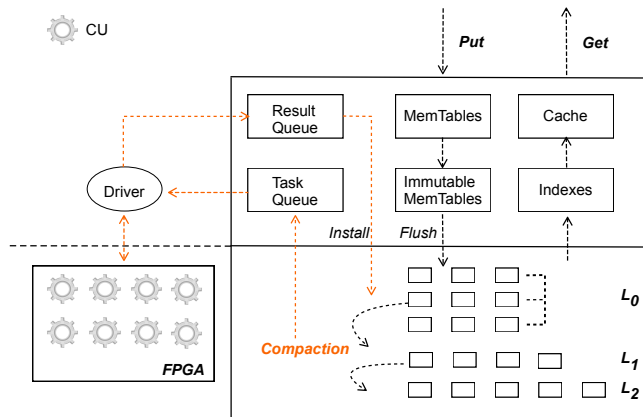 CU
Put
Get
Result
Queue
MemTables
Cache
Driver
Task
Queue
Immutable
MemTables
Indexes
Install
Flush
FPGA
Compaction
L0
L1
L2